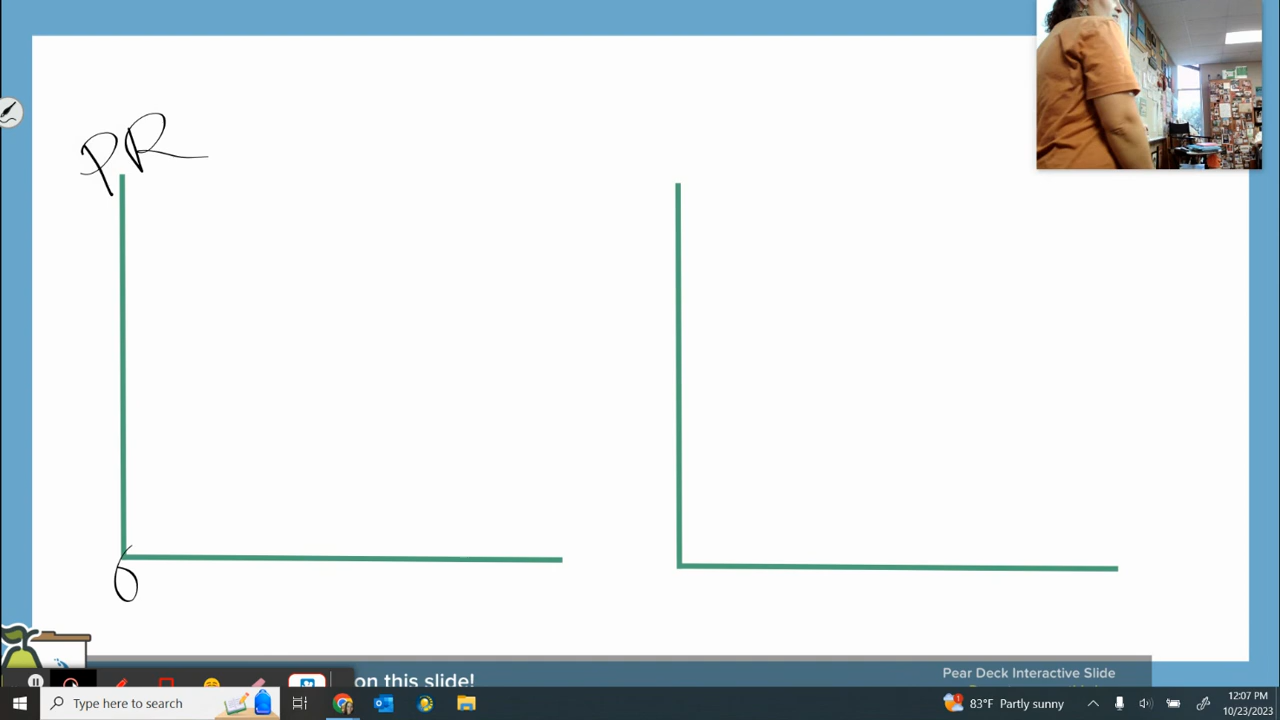 PR
6
on this slide!
Pear Deck Interactive Slide
Type here to search
83°F Partly sunny
12:07 PM
10/23/2023